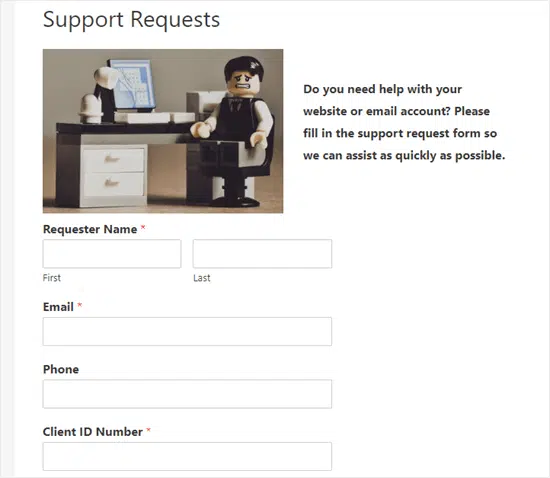 Support Requests
Do you need help with your
website or email account? Please
fill in the support request form so
we can assist as quickly as possible.
Requester Name *
First
Last
Email *
Phone
Client ID Number *